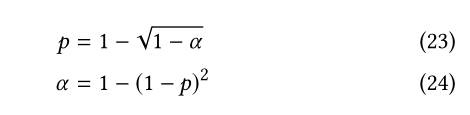 p = 1 − √(1 − α) (23)
α = 1 − (1 − p)² (24)